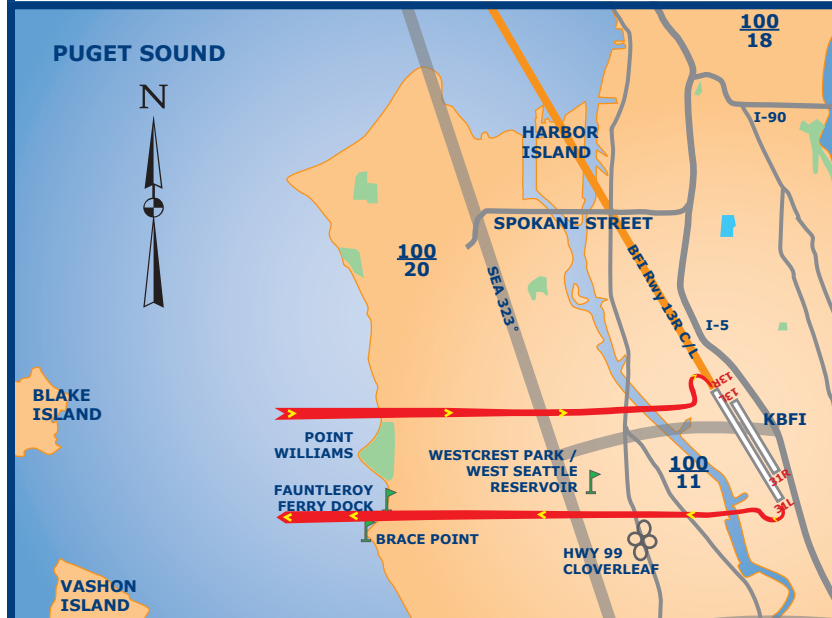 100
18
PUGET SOUND
N
I-90
HARBOR
ISLAND
SPOKANE STREET
100
20
SEA 323°
BFI Rwy 13R C/L
I-5
13R
13L
BLAKE
ISLAND
KBFI
POINT
WILLIAMS
WESTCREST PARK /
WEST SEATTLE
RESERVOIR
100
11
31R
31L
FAUNTLEROY
FERRY DOCK
BRACE POINT
HWY 99
CLOVERLEAF
VASHON
ISLAND